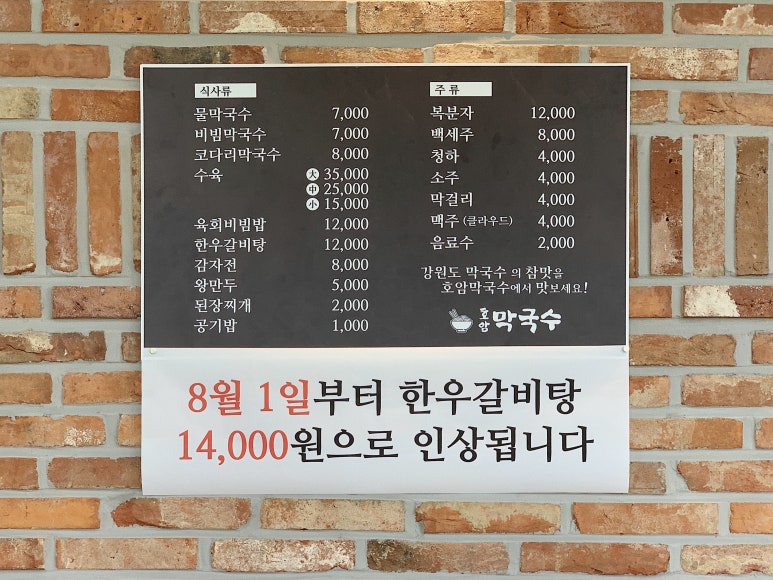 식사류
물막국수 7,000
비빔막국수 7,000
코다리막국수 8,000
수육 大 35,000
中 25,000
小 15,000
육회비빔밥 12,000
한우갈비탕 12,000
감자전 8,000
왕만두 5,000
된장찌개 2,000
공기밥 1,000
주류
복분자 12,000
백세주 8,000
청하 4,000
소주 4,000
막걸리 4,000
맥주 (클라우드) 4,000
음료수 2,000
강원도 막국수 의 참맛을
호암막국수에서 맛보세요!
호암 막국수
8월 1일부터 한우갈비탕
14,000원으로 인상됩니다